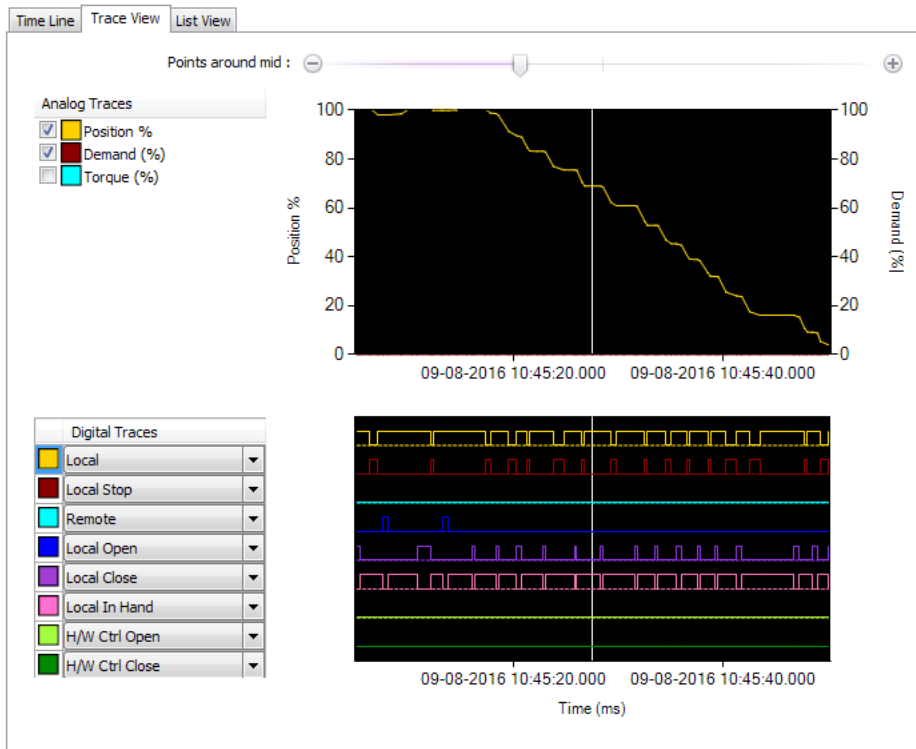 Time Line Trace View List View
Points around mid :
Analog Traces
Position %
Demand (%)
Torque (%)
100 100
80 80
60 60
40 40
20 20
0 0
Position %
Demand (%)
09-08-2016 10:45:20.000 09-08-2016 10:45:40.000
Digital Traces
Local
Local Stop
Remote
Local Open
Local Close
Local In Hand
H/W Ctrl Open
H/W Ctrl Close
09-08-2016 10:45:20.000 09-08-2016 10:45:40.000
Time (ms)